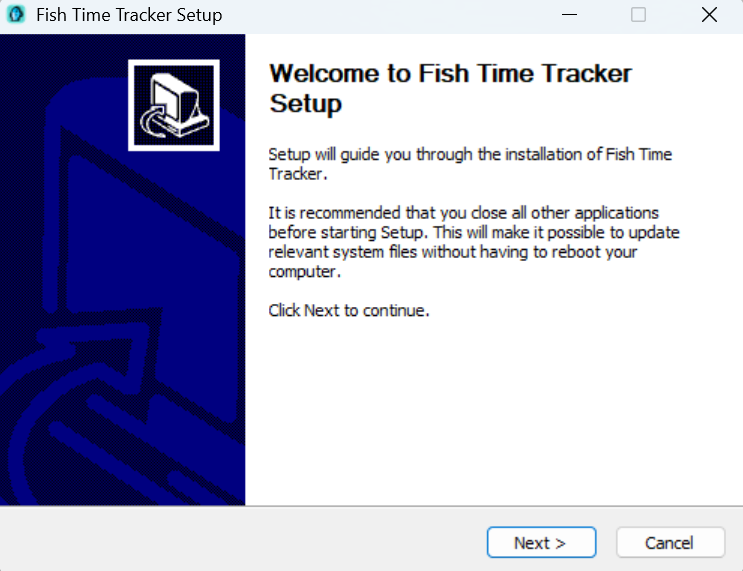 Fish Time Tracker Setup
Welcome to Fish Time Tracker
Setup
Setup will guide you through the installation of Fish Time
Tracker.
It is recommended that you close all other applications
before starting Setup. This will make it possible to update
relevant system files without having to reboot your
computer.
Click Next to continue.
Next >
Cancel